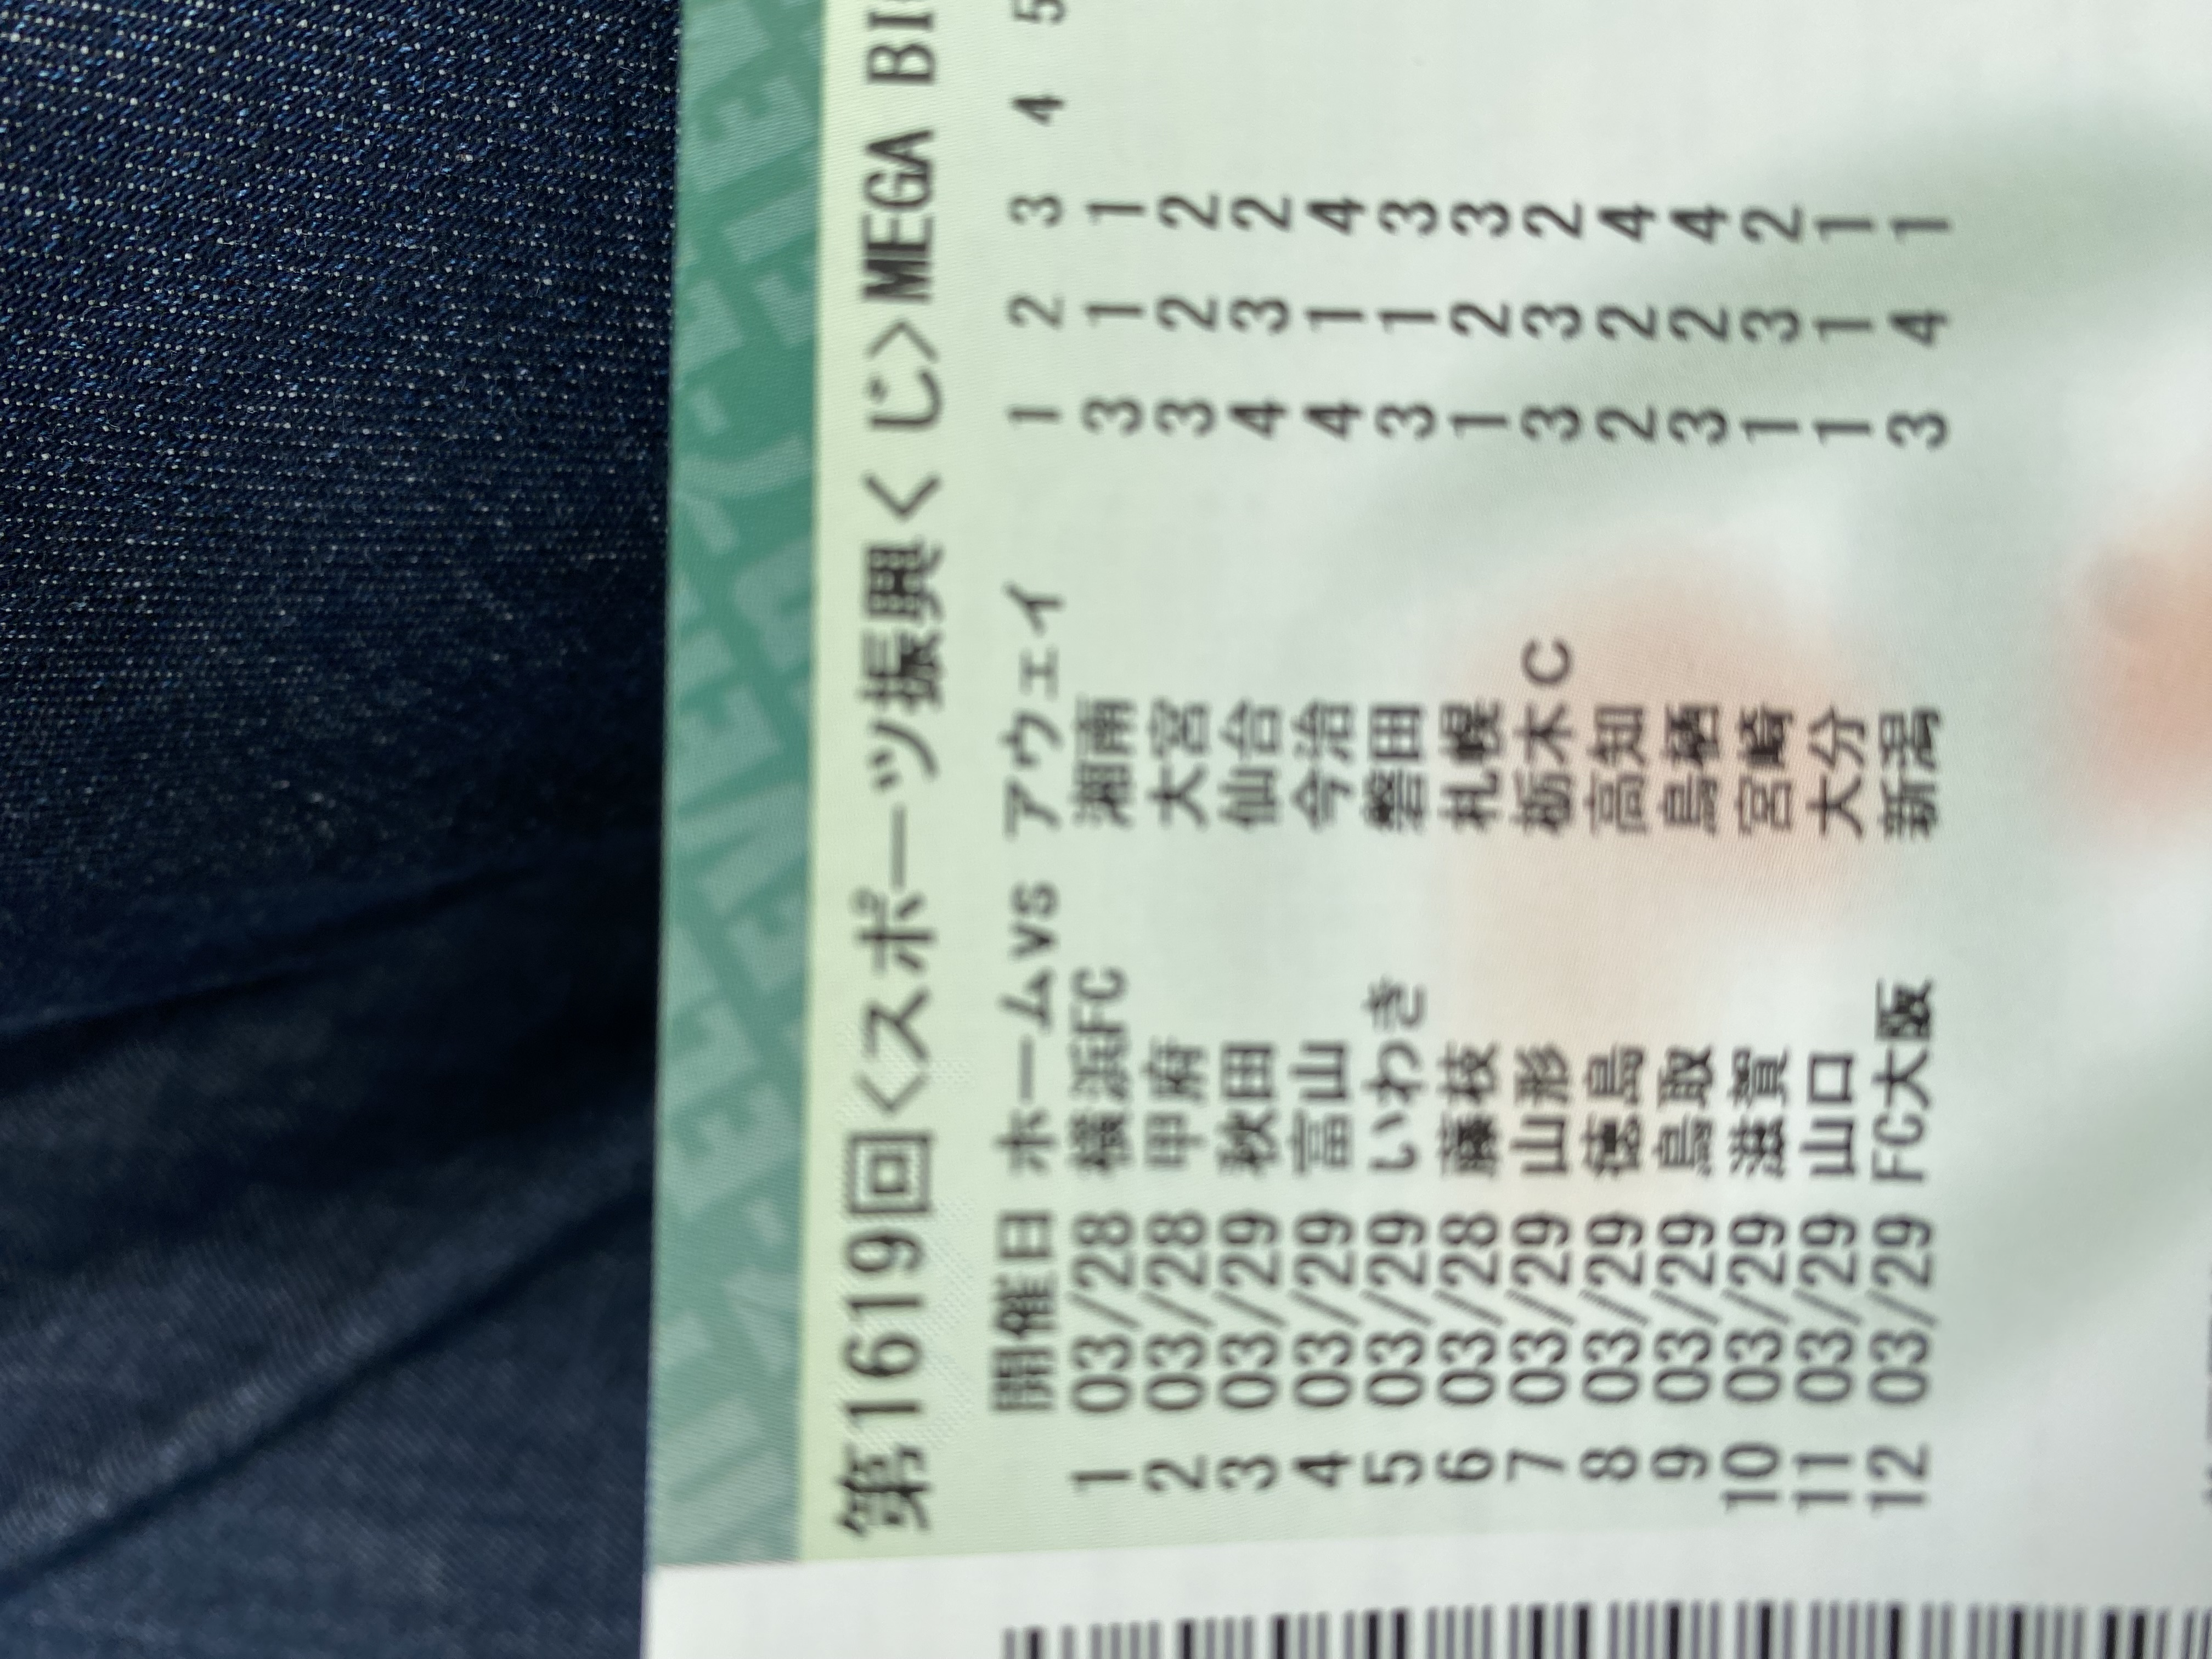 第1619回<スポーツ振興くじ>MEGA BI
開催日 ホームvs アウェイ 1 2 3 4 5
1 03/28 横浜FC 湘南 3 1 1
2 03/28 甲府 大宮 3 2 2
3 03/29 秋田 仙台 4 3 2
4 03/29 富山 今治 4 1 4
5 03/29 いわき 磐田 3 1 3
6 03/28 藤枝 札幌 1 2 3
7 03/29 山形 栃木C 3 3 2
8 03/29 徳島 高知 2 2 4
9 03/29 鳥取 鳥栖 3 2 4
10 03/29 滋賀 宮崎 1 3 2
11 03/29 山口 大分 1 1 1
12 03/29 FC大阪 新潟 3 4 1